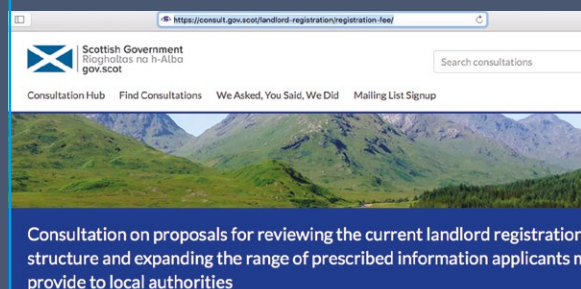 https://consult.gov.scot/landlord-registration/registration-fee/
Scottish Government
Riaghaltas na h-Alba
gov.scot
Search consultations
Consultation Hub Find Consultations We Asked, You Said, We Did Mailing List Signup
Consultation on proposals for reviewing the current landlord registration
structure and expanding the range of prescribed information applicants m
provide to local authorities